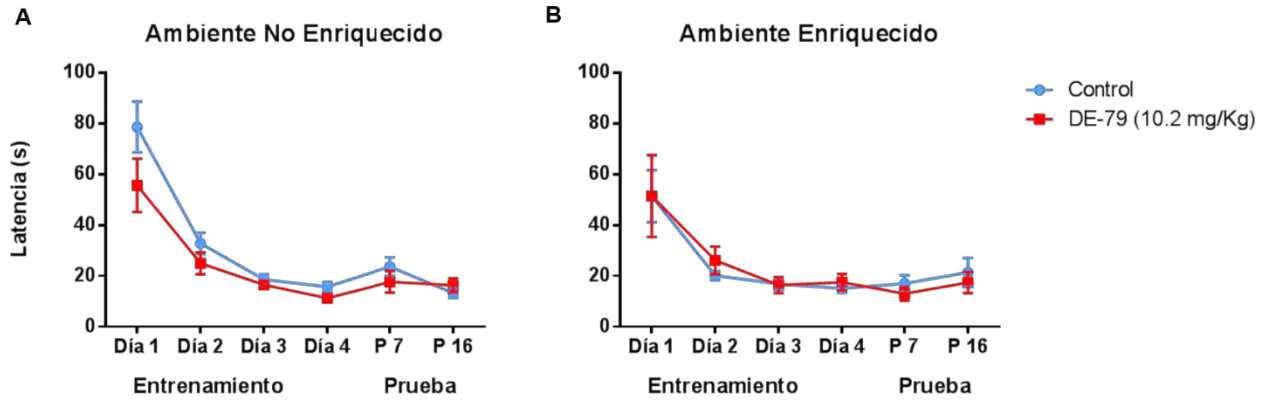 A
Ambiente No Enriquecido
Latencia (s)
100
80
60
40
20
0
Día 1 Día 2 Día 3 Día 4 P 7 P 16
Entrenamiento Prueba
B
Ambiente Enriquecido
100
80
60
40
20
0
Día 1 Día 2 Día 3 Día 4 P 7 P 16
Entrenamiento Prueba
Control
DE-79 (10.2 mg/Kg)